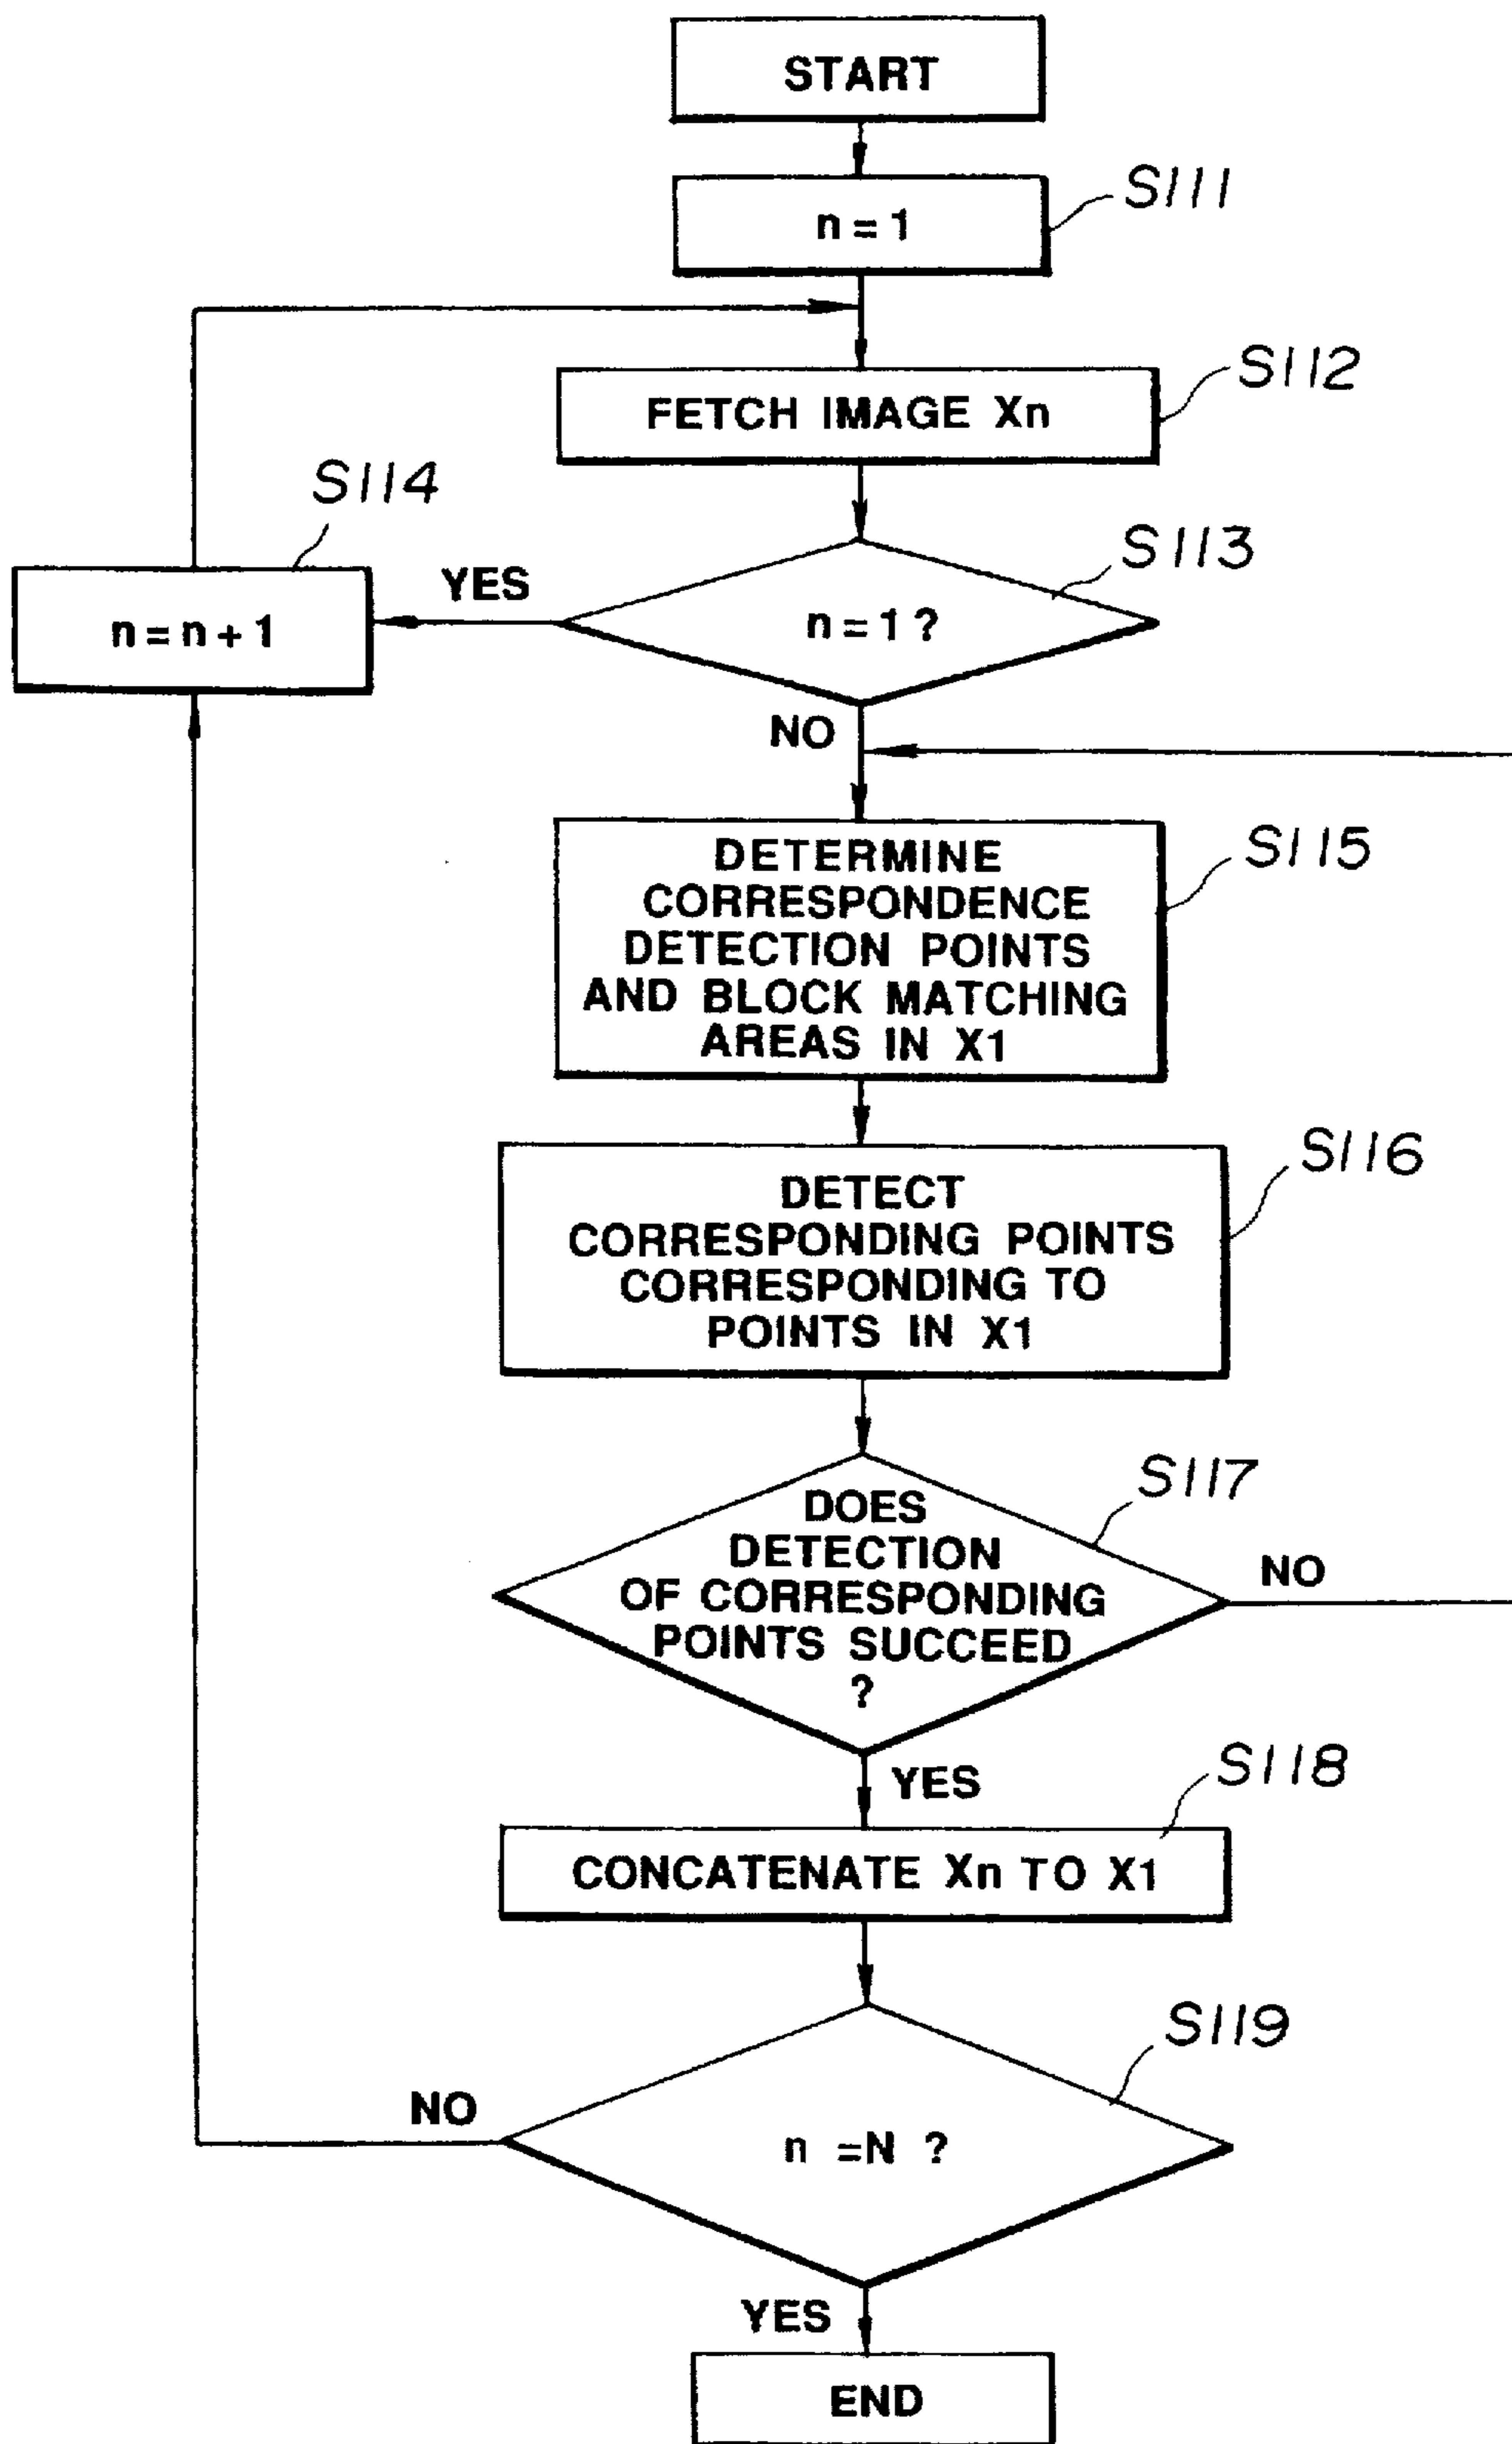 START
S111
n=1
S112
FETCH IMAGE Xn
S114
S113
YES
n=n+1
n=1?
NO
S115
DETERMINE
CORRESPONDENCE
DETECTION POINTS
AND BLOCK MATCHING
AREAS IN X1
S116
DETECT
CORRESPONDING POINTS
CORRESPONDING TO
POINTS IN X1
S117
DOES
DETECTION
OF CORRESPONDING
POINTS SUCCEED
?
NO
YES
S118
CONCATENATE Xn TO X1
S119
NO
n =N ?
YES
END